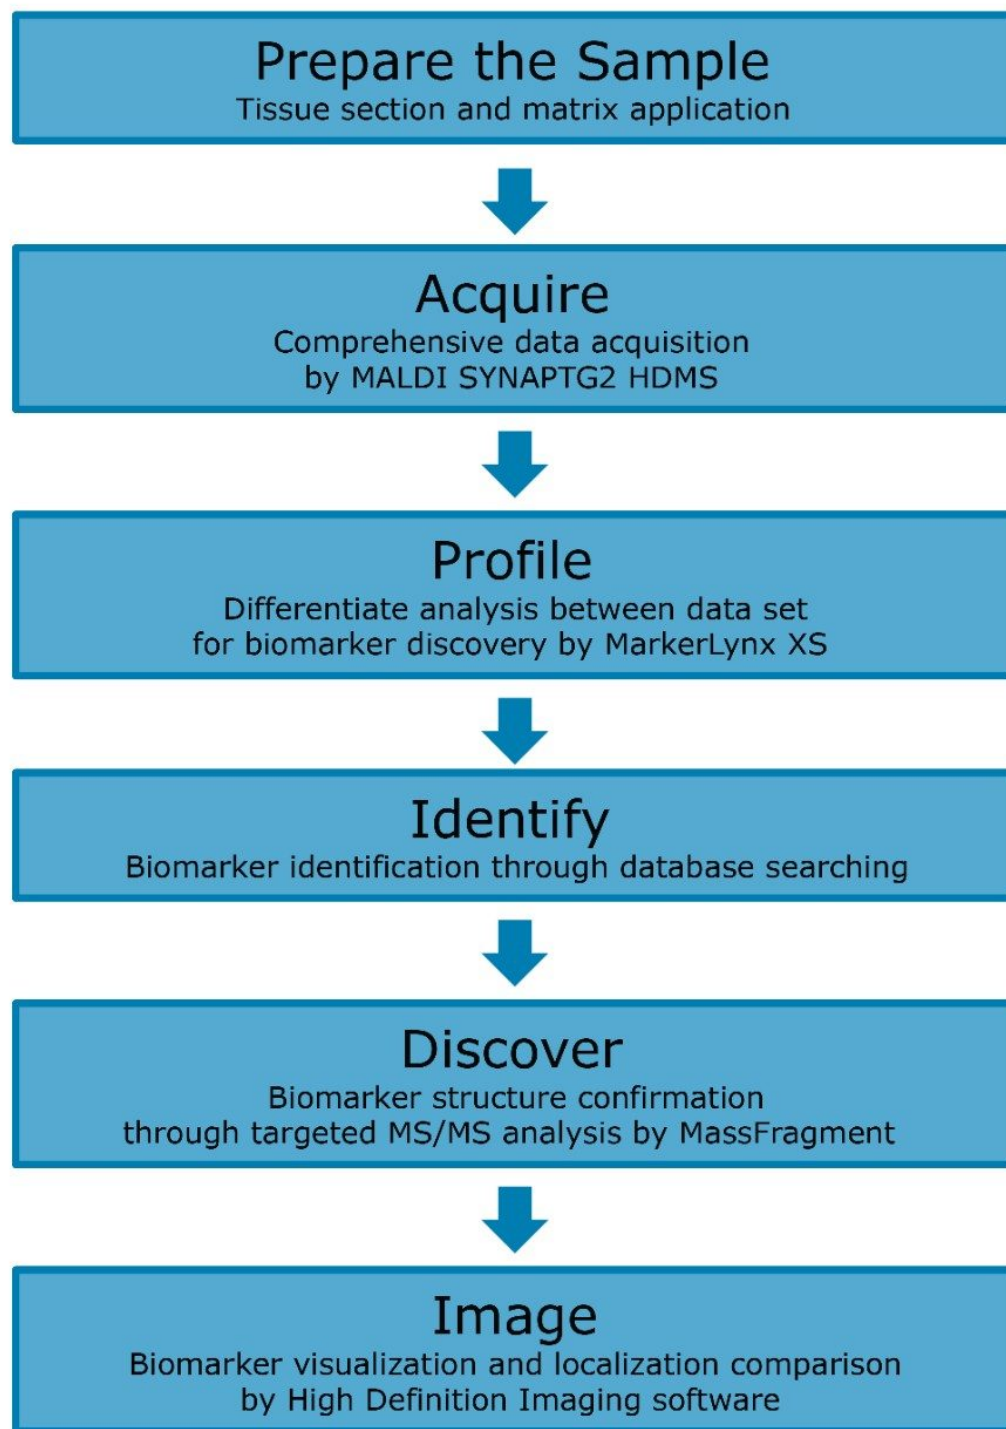 Prepare the Sample
Tissue section and matrix application
Acquire
Comprehensive data acquisition
by MALDI SYNAPTG2 HDMS
Profile
Differentiate analysis between data set
for biomarker discovery by MarkerLynx XS
Identify
Biomarker identification through database searching
Discover
Biomarker structure confirmation
through targeted MS/MS analysis by MassFragment
Image
Biomarker visualization and localization comparison
by High Definition Imaging software